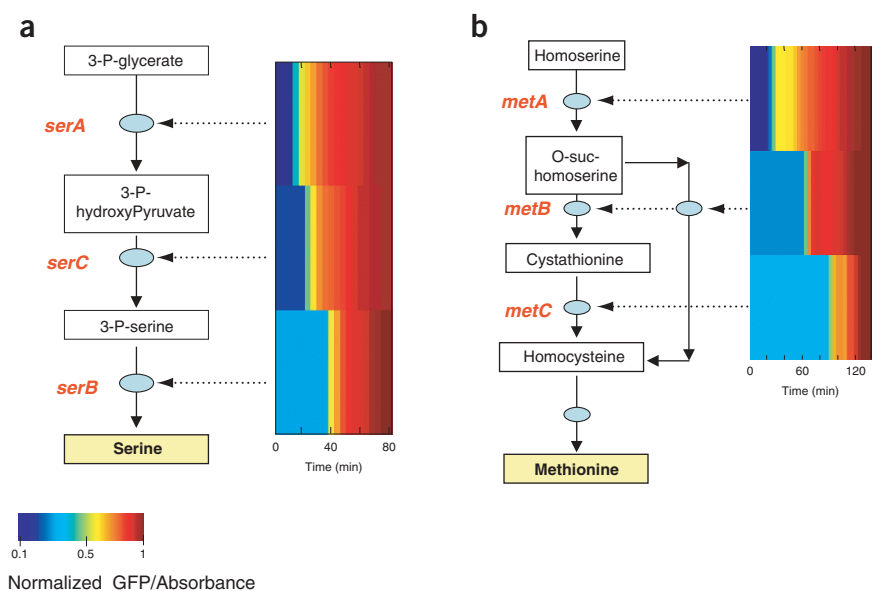 a
3-P-glycerate
serA
3-P-
hydroxyPyruvate
serC
3-P-serine
serB
Serine
0 40 80
Time (min)
0.1 0.5 1
Normalized GFP/Absorbance
b
Homoserine
metA
O-suc-
homoserine
metB
Cystathionine
metC
Homocysteine
Methionine
0 60 120
Time (min)